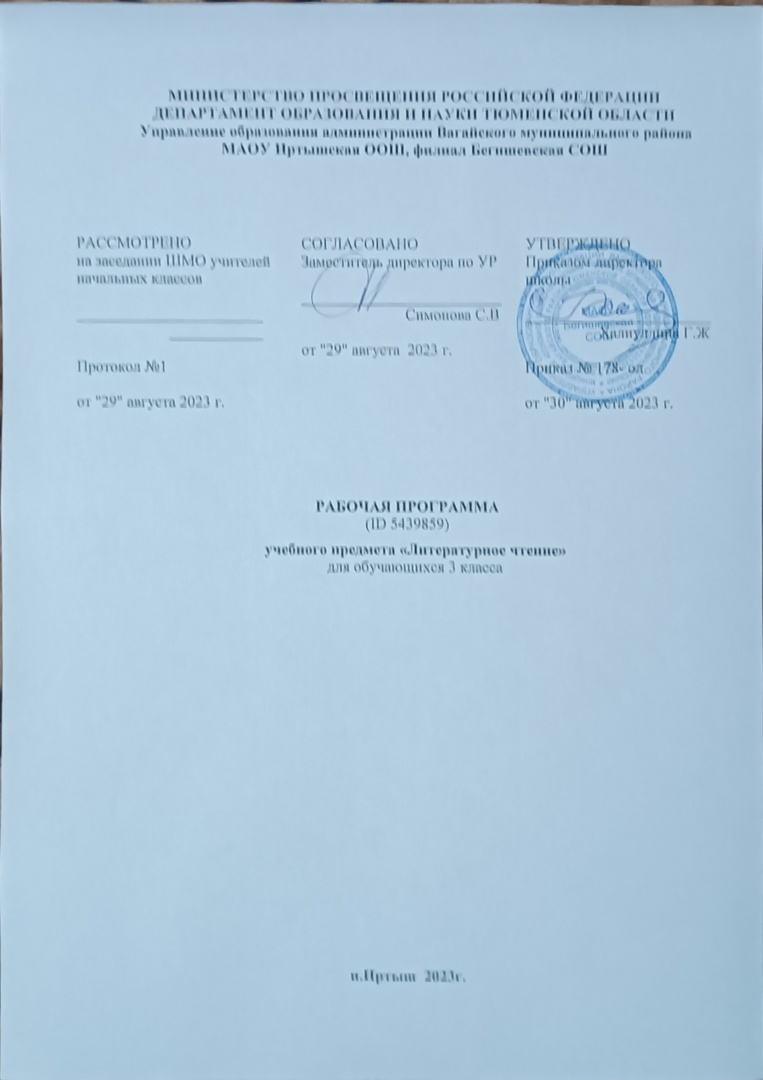 МИНИСТЕРСТВО ПРОСВЕЩЕНИЯ РОССИЙСКОЙ ФЕДЕРАЦИИ
ДЕПАРТАМЕНТ ОБРАЗОВАНИЯ И НАУКИ ТЮМЕНСКОЙ ОБЛАСТИ
Управление образования администрации Вагайского муниципального района
МАОУ Иртышская ООШ, филиал Бегишевская СОШ
РАССМОТРЕНО
на заседании ШМО учителей
начальных классов
Протокол №1
от "29" августа 2023 г.
СОГЛАСОВАНО
Заместитель директора по УР
Симонова С.В
от "29" августа 2023 г.
УТВЕРЖДЕНО
Приказом директора
школы
Г.Ж
Приказ № 178- од
от "30" августа 2023 г.
РАБОЧАЯ ПРОГРАММА
(ID 5439859)
учебного предмета «Литературное чтение»
для обучающихся 3 класса
п.Иртыш 2023г.